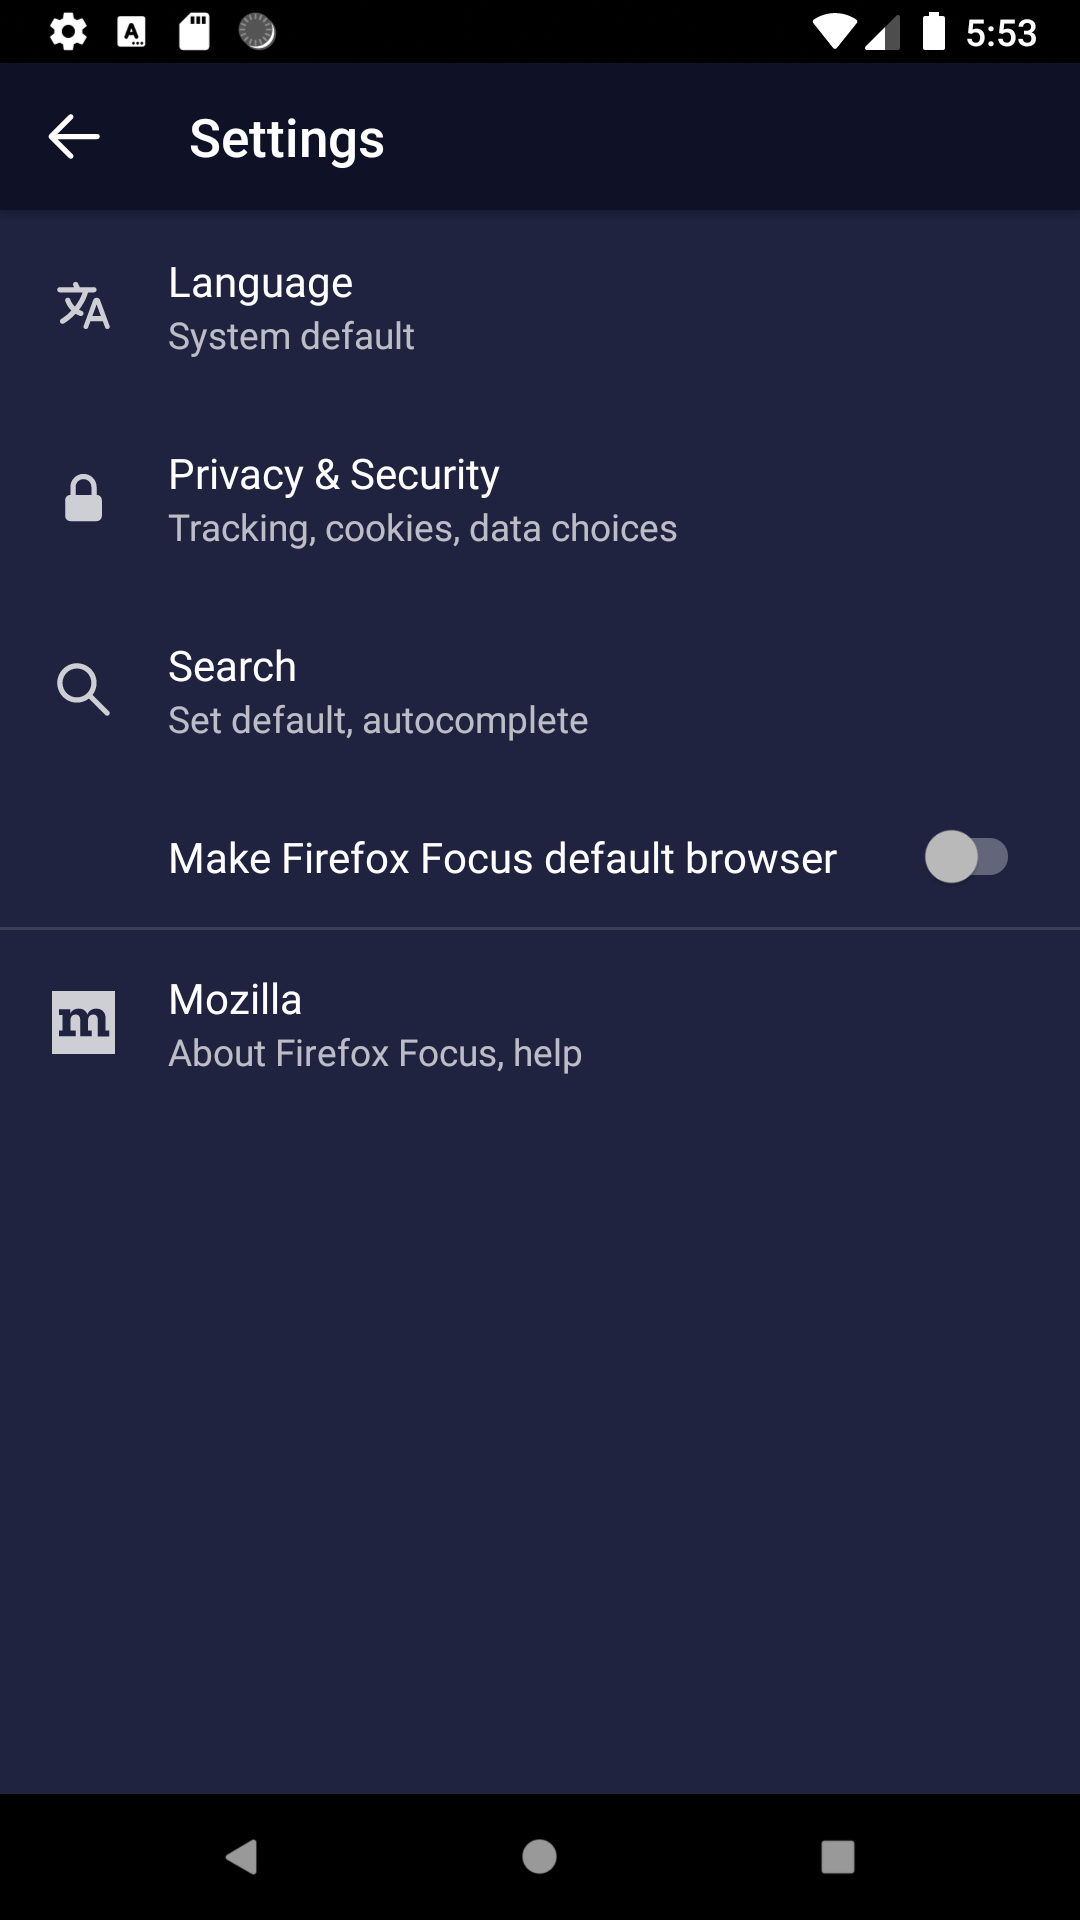 5:53
Settings
Language
System default
Privacy & Security
Tracking, cookies, data choices
Search
Set default, autocomplete
Make Firefox Focus default browser
m
Mozilla
About Firefox Focus, help